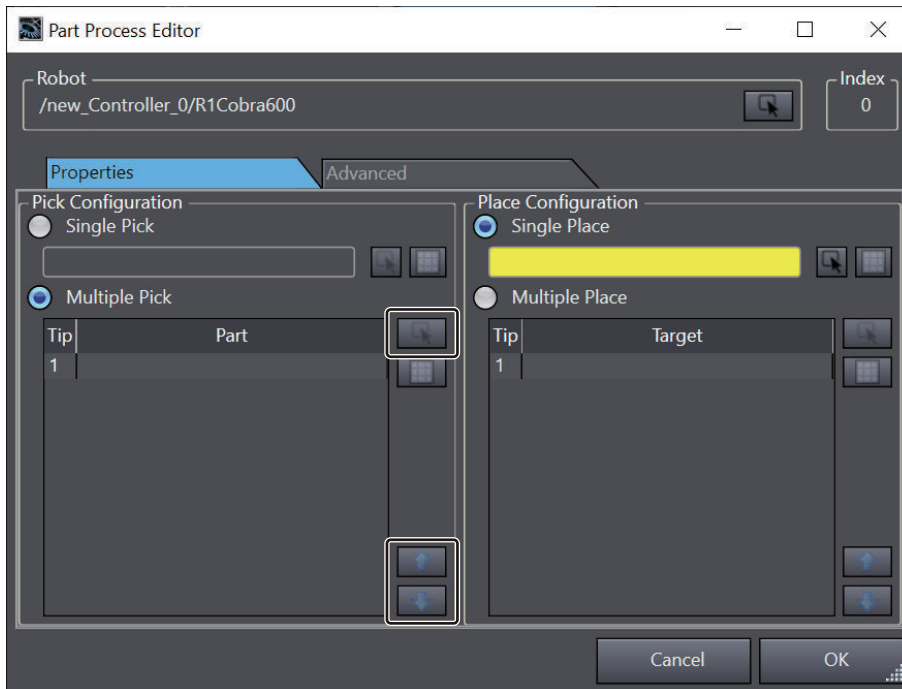 Part Process Editor
Robot
Index
/new_Controller_0/R1Cobra600
0
Properties
Advanced
Pick Configuration
Single Pick
Multiple Pick
Tip Part
1
Place Configuration
Single Place
Multiple Place
Tip Target
1
Cancel
OK